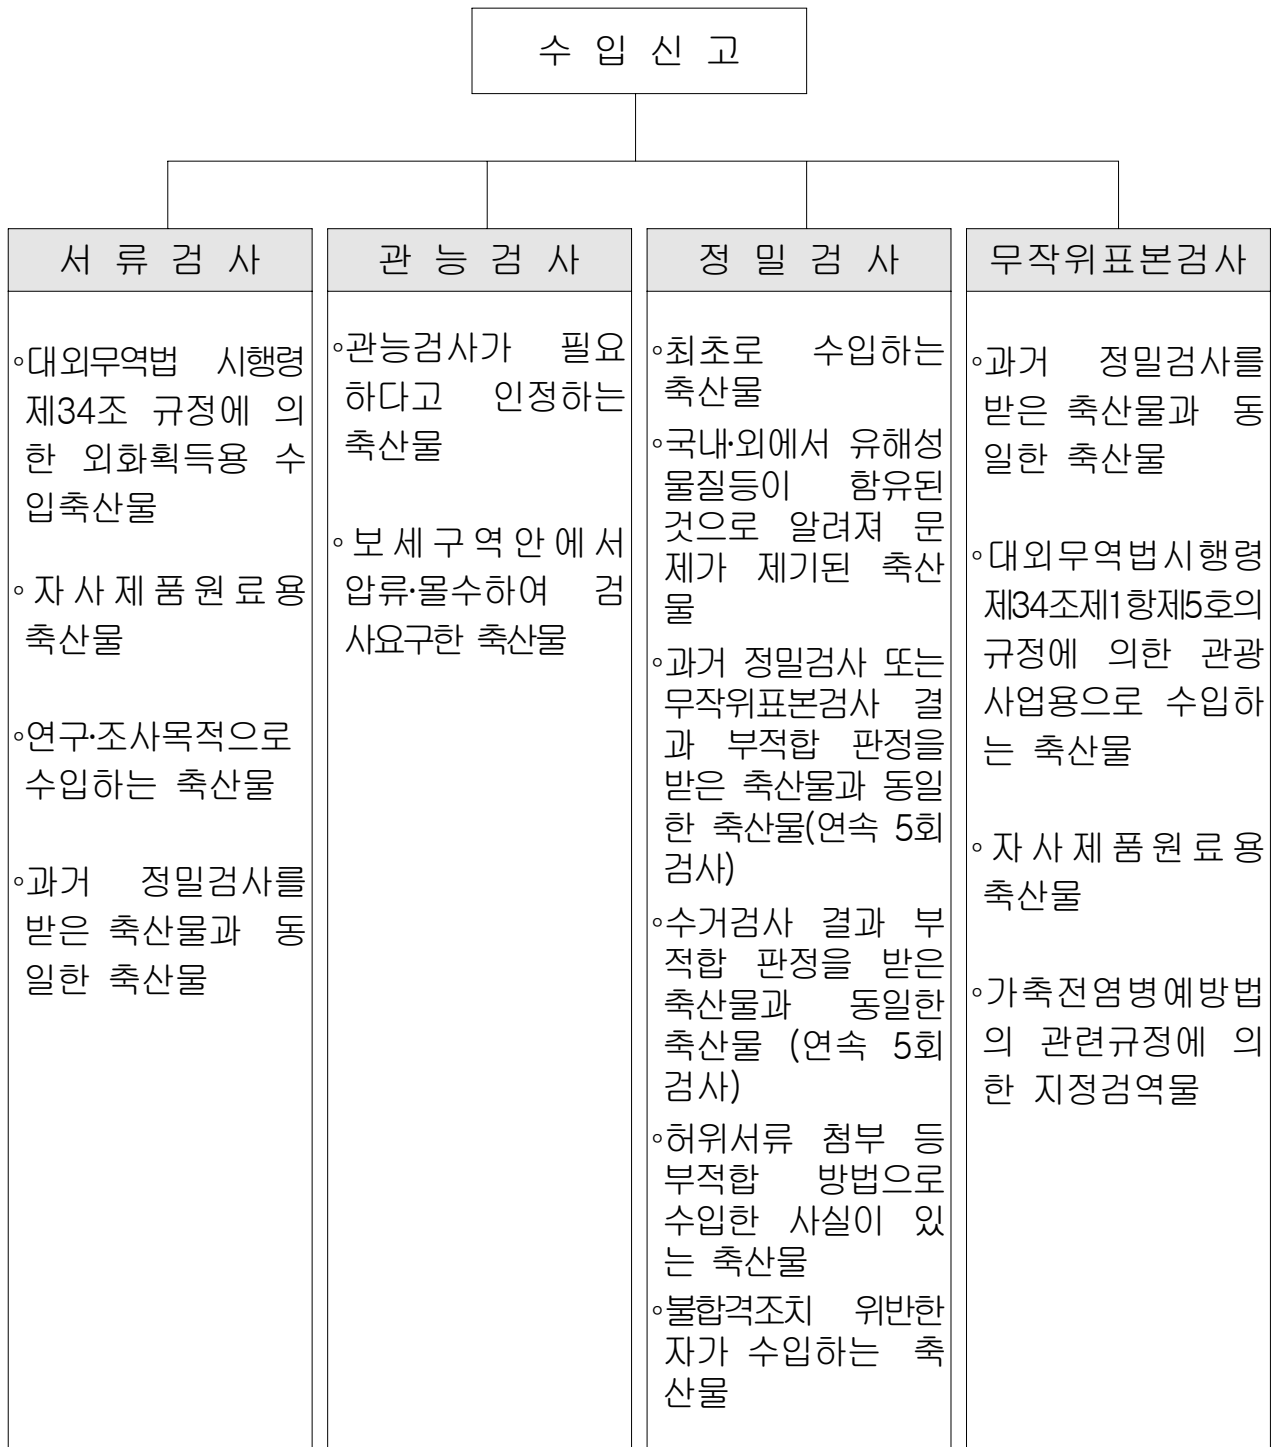 수 입 신 고
서 류 검 사
◦대외무역법 시행령
제34조 규정에 의
한 외화획득용 수
입축산물
◦자사제품원료용
축산물
◦연구·조사목적으로
수입하는 축산물
◦과거 정밀검사를
받은 축산물과 동
일한 축산물
관 능 검 사
◦관능검사가 필요
하다고 인정하는
축산물
◦보세구역안에서
압류·몰수하여 검
사요구한 축산물
정 밀 검 사
◦최초로 수입하는
축산물
◦국내·외에서 유해성
물질등이 함유된
것으로 알려져 문
제가 제기된 축산
물
◦과거 정밀검사 또는
무작위표본검사 결
과 부적합 판정을
받은 축산물과 동일
한 축산물(연속 5회
검사)
◦수거검사 결과 부
적합 판정을 받은
축산물과 동일한
축산물 (연속 5회
검사)
◦허위서류 첨부 등
부적합 방법으로
수입한 사실이 있
는 축산물
◦불합격조치 위반한
자가 수입하는 축
산물
무작위표본검사
◦과거 정밀검사를
받은 축산물과 동
일한 축산물
◦대외무역법시행령
제34조제1항제5호의
규정에 의한 관광
사업용으로 수입하
는 축산물
◦자사제품원료용
축산물
◦가축전염병예방법
의 관련규정에 의
한 지정검역물